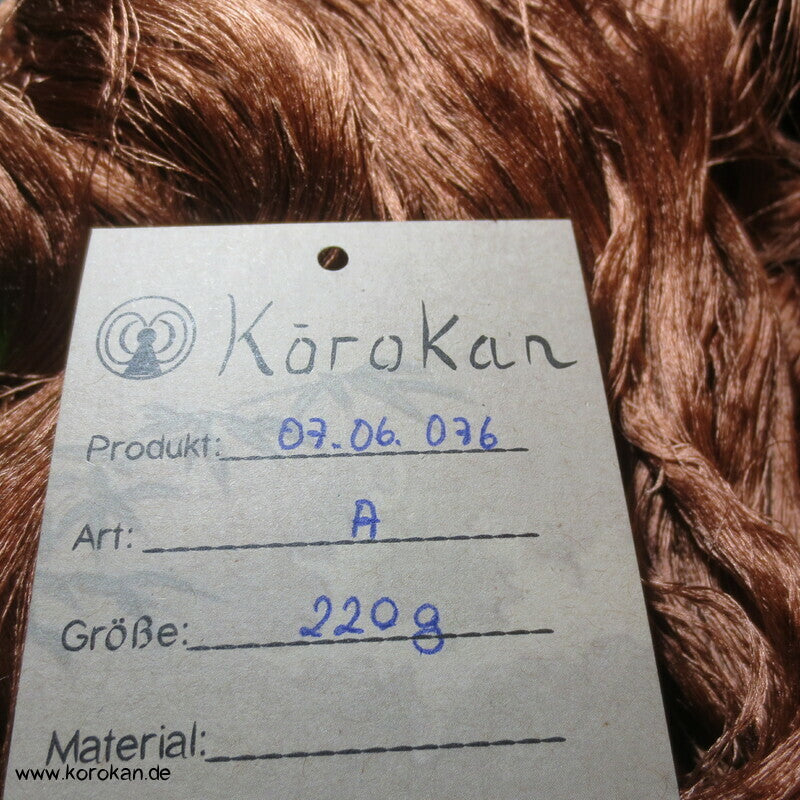 Kōrokan
Produkt: 07.06.076
Art: A
Größe: 220g
Material:
www.korokan.de